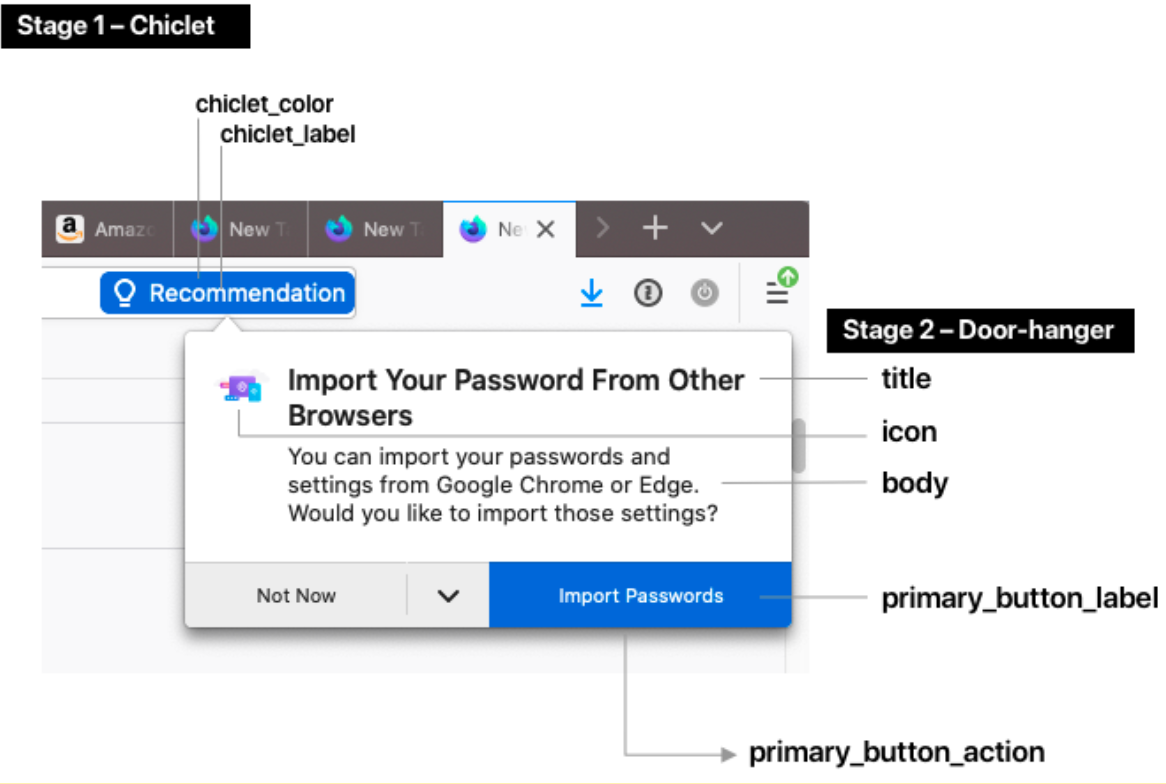 Stage 1 – Chiclet
chiclet_color
chiclet_label
a Amazo New Ta New T New
Recommendation
Stage 2 – Door-hanger
Import Your Password From Other
Browsers
title
icon
You can import your passwords and
settings from Google Chrome or Edge.
Would you like to import those settings?
body
Not Now
Import Passwords
primary_button_label
primary_button_action